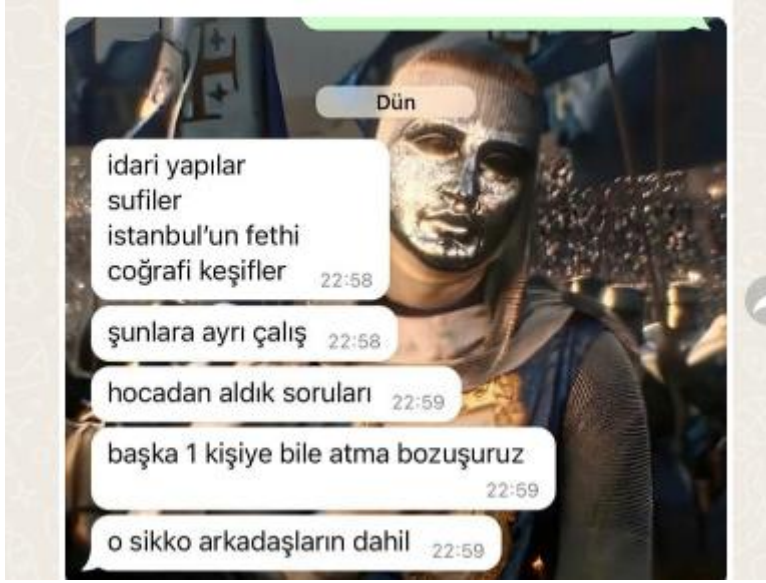 Dün
idari yapılar
sufiler
istanbul'un fethi
coğrafi keşifler 22:58
şunlara ayrı çalış 22:58
hocadan aldık soruları 22:59
başka 1 kişiye bile atma bozuşuruz
22:59
o sikko arkadaşların dahil 22:59